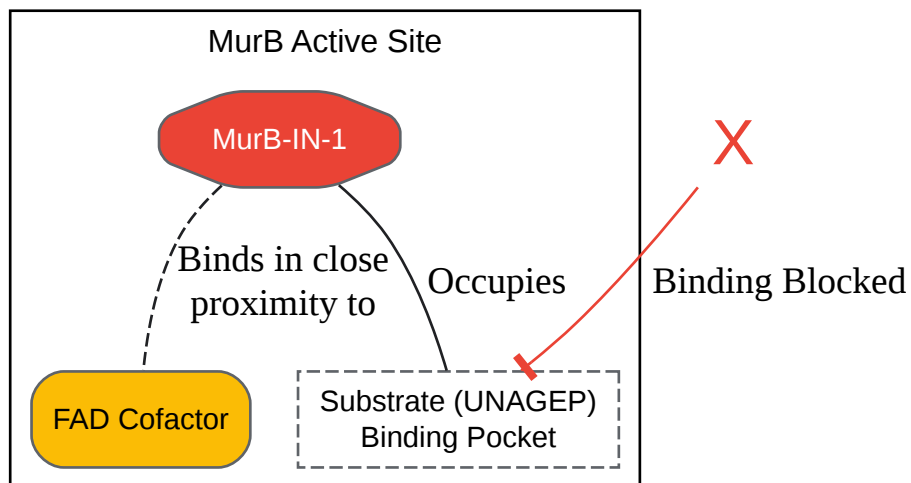 MurB Active Site
MurB-IN-1
X
Binds in close
proximity to
Occupies
Binding Blocked
FAD Cofactor
Substrate (UNAGEP)
Binding Pocket